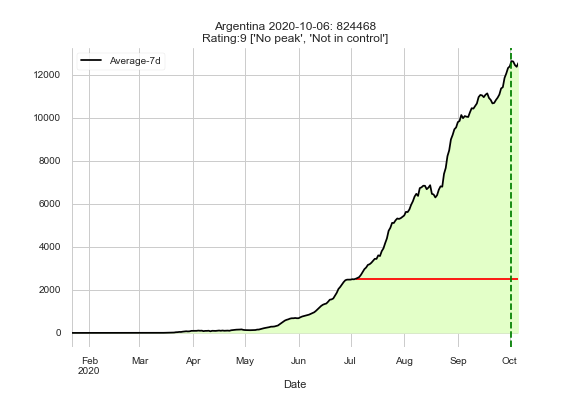 Argentina 2020-10-06: 824468
Rating:9 ['No peak', 'Not in control']
Average-7d
12000
10000
8000
6000
4000
2000
0
Feb Mar Apr May Jun Jul Aug Sep Oct
2020
Date